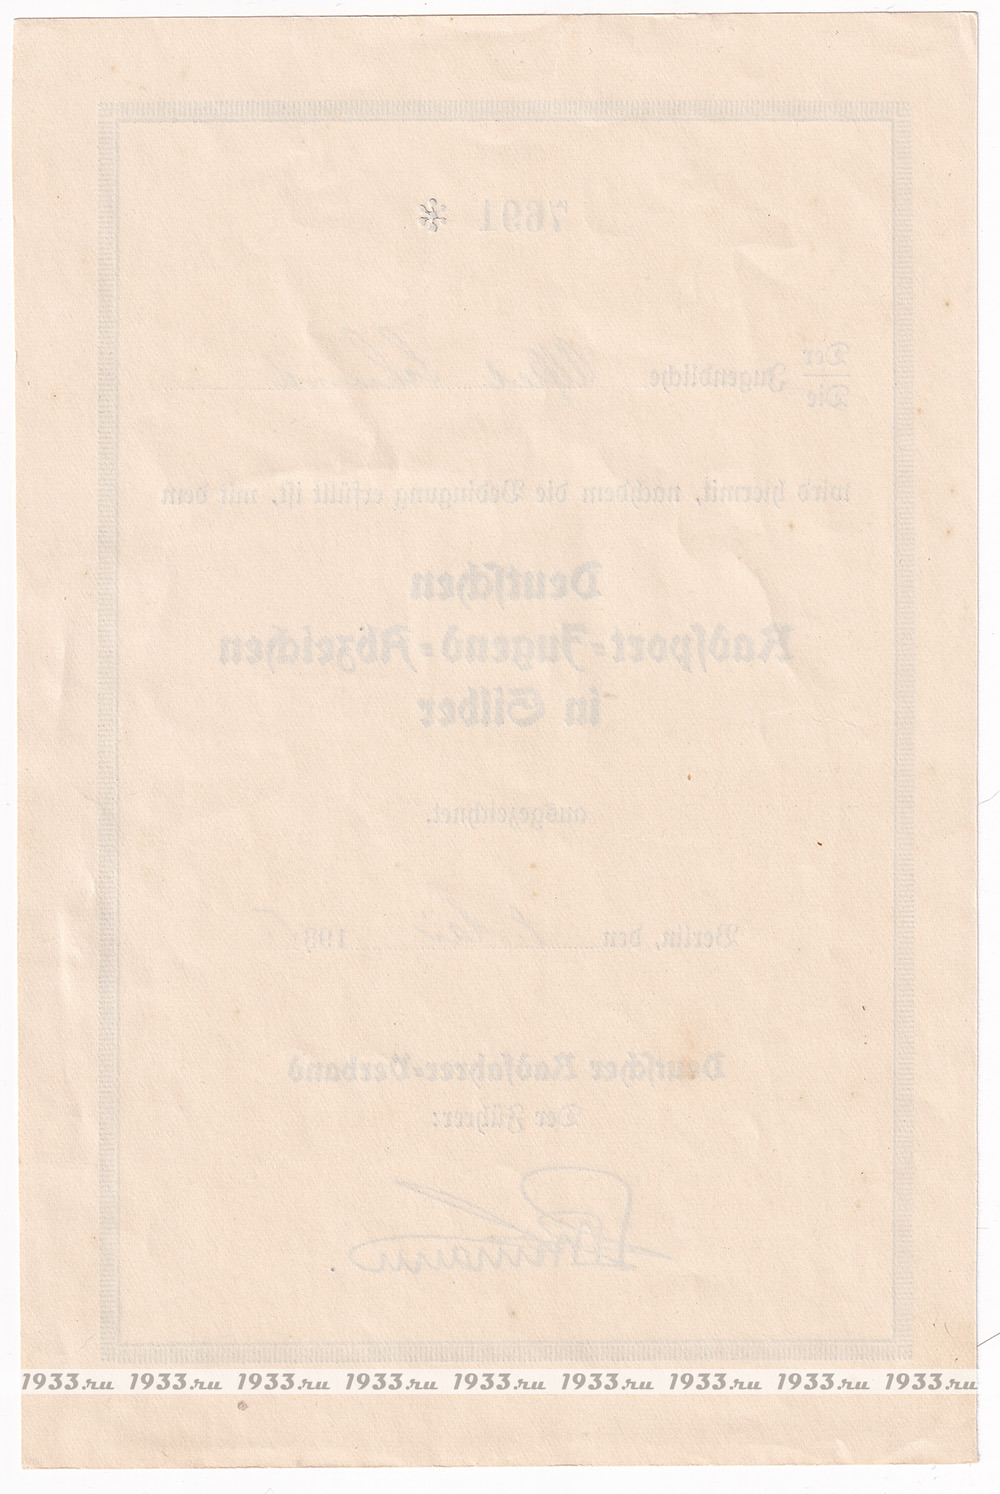 7691 *
Der
Die
Jugendliche
wird hiermit, nachdem die Bedingung erfüllt ist, mit dem
Deutschen
Radsport-Jugend-Abzeichen
in Silber
ausgezeichnet.
Berlin, den 193
Deutscher Radfahrer-Verband
Der Führer:
1933.ru 1933.ru 1933.ru 1933.ru 1933.ru 1933.ru 1933.ru 1933.ru 1933.ru